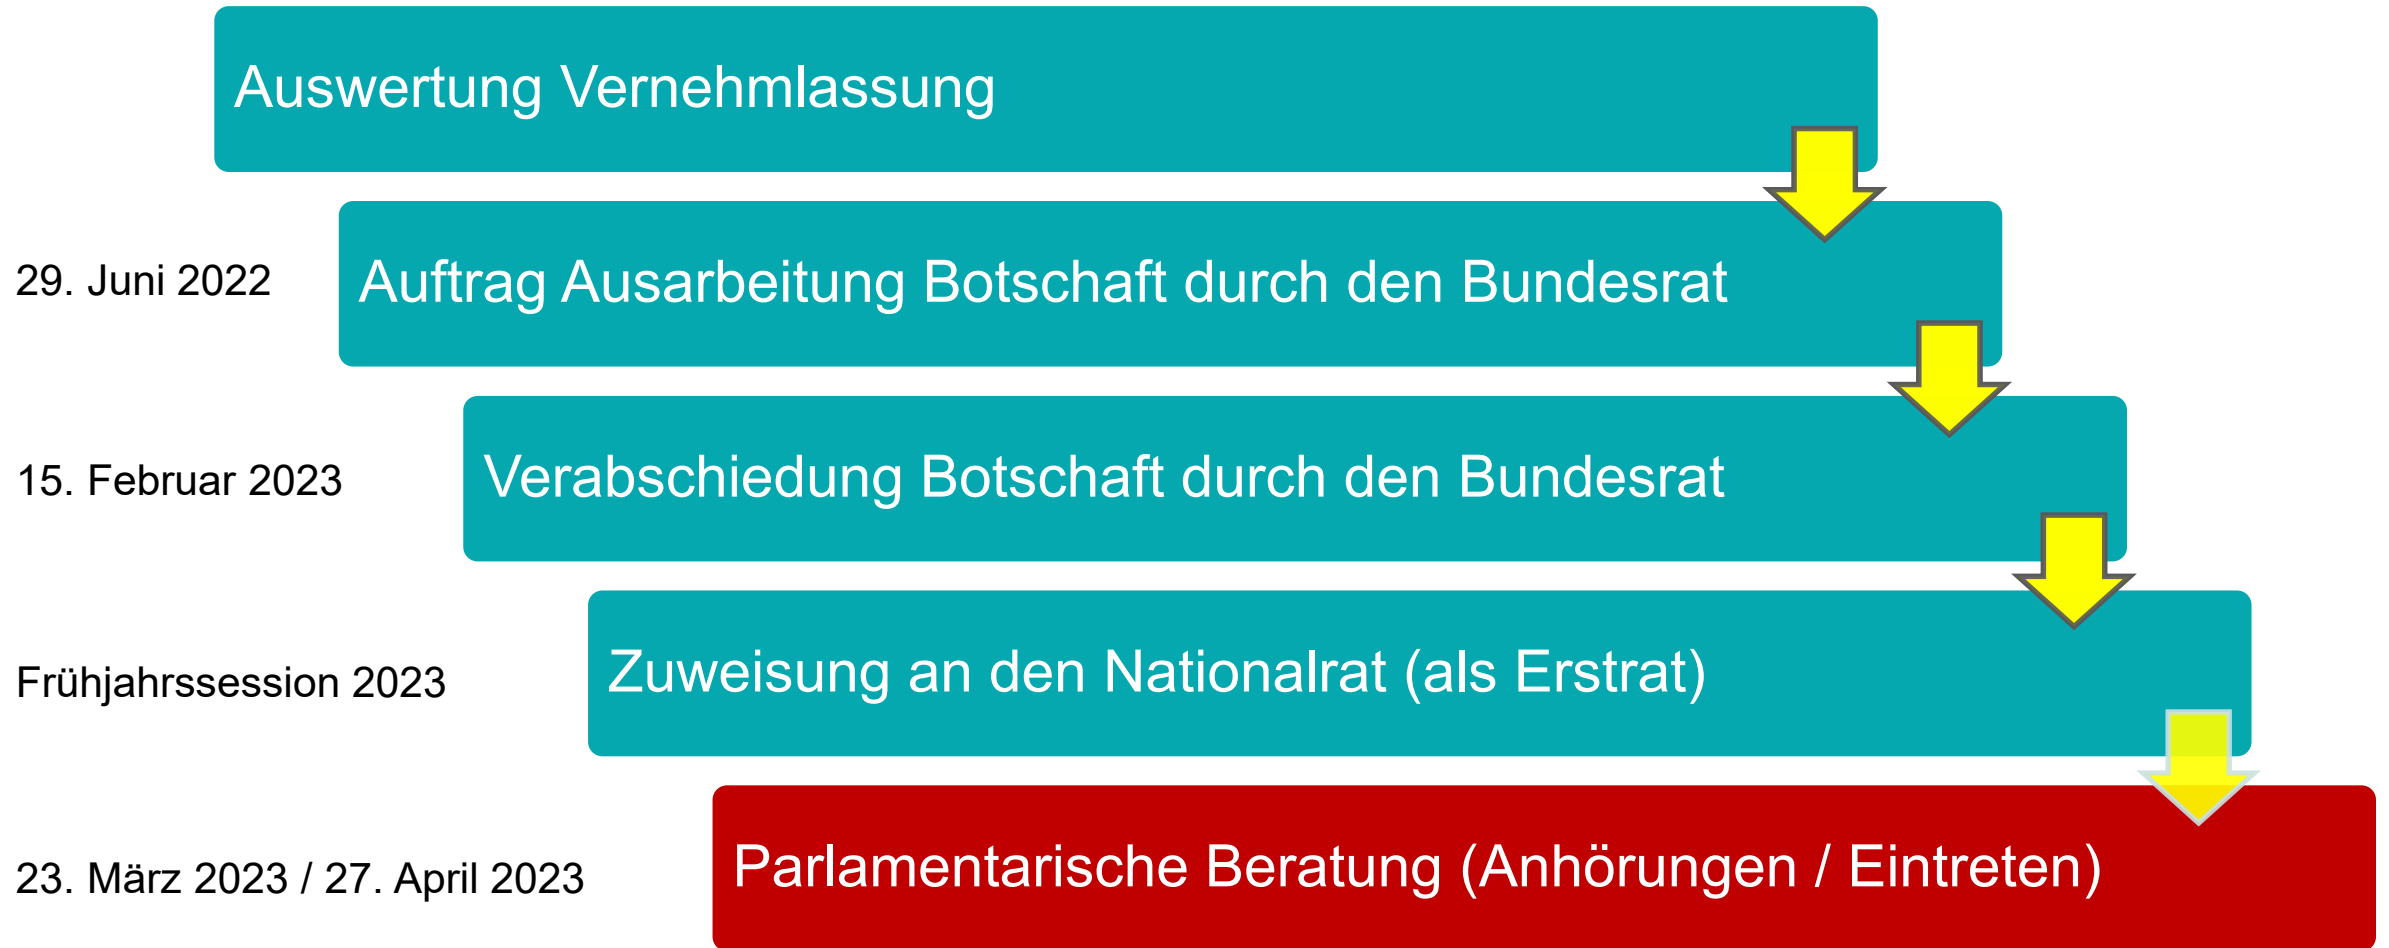 Auswertung Vernehmlassung
29. Juni 2022
Auftrag Ausarbeitung Botschaft durch den Bundesrat
15. Februar 2023
Verabschiedung Botschaft durch den Bundesrat
Frühjahrssession 2023
Zuweisung an den Nationalrat (als Erstrat)
23. März 2023 / 27. April 2023
Parlamentarische Beratung (Anhörungen / Eintreten)